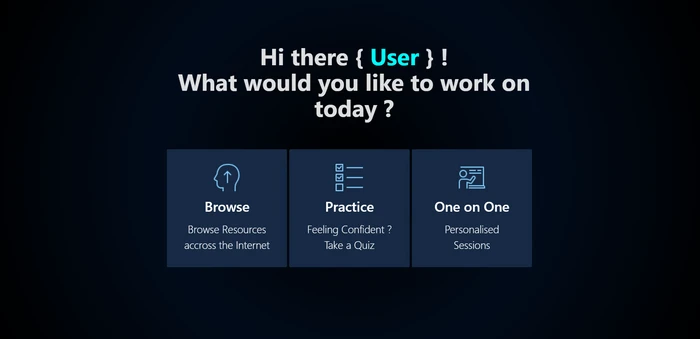 Hi there { User } !
What would you like to work on
today ?
Browse
Browse Resources
accross the Internet
Practice
Feeling Confident ?
Take a Quiz
One on One
Personalised
Sessions